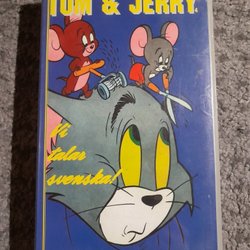 TOM & JERRY
Vi
talar
svenska!